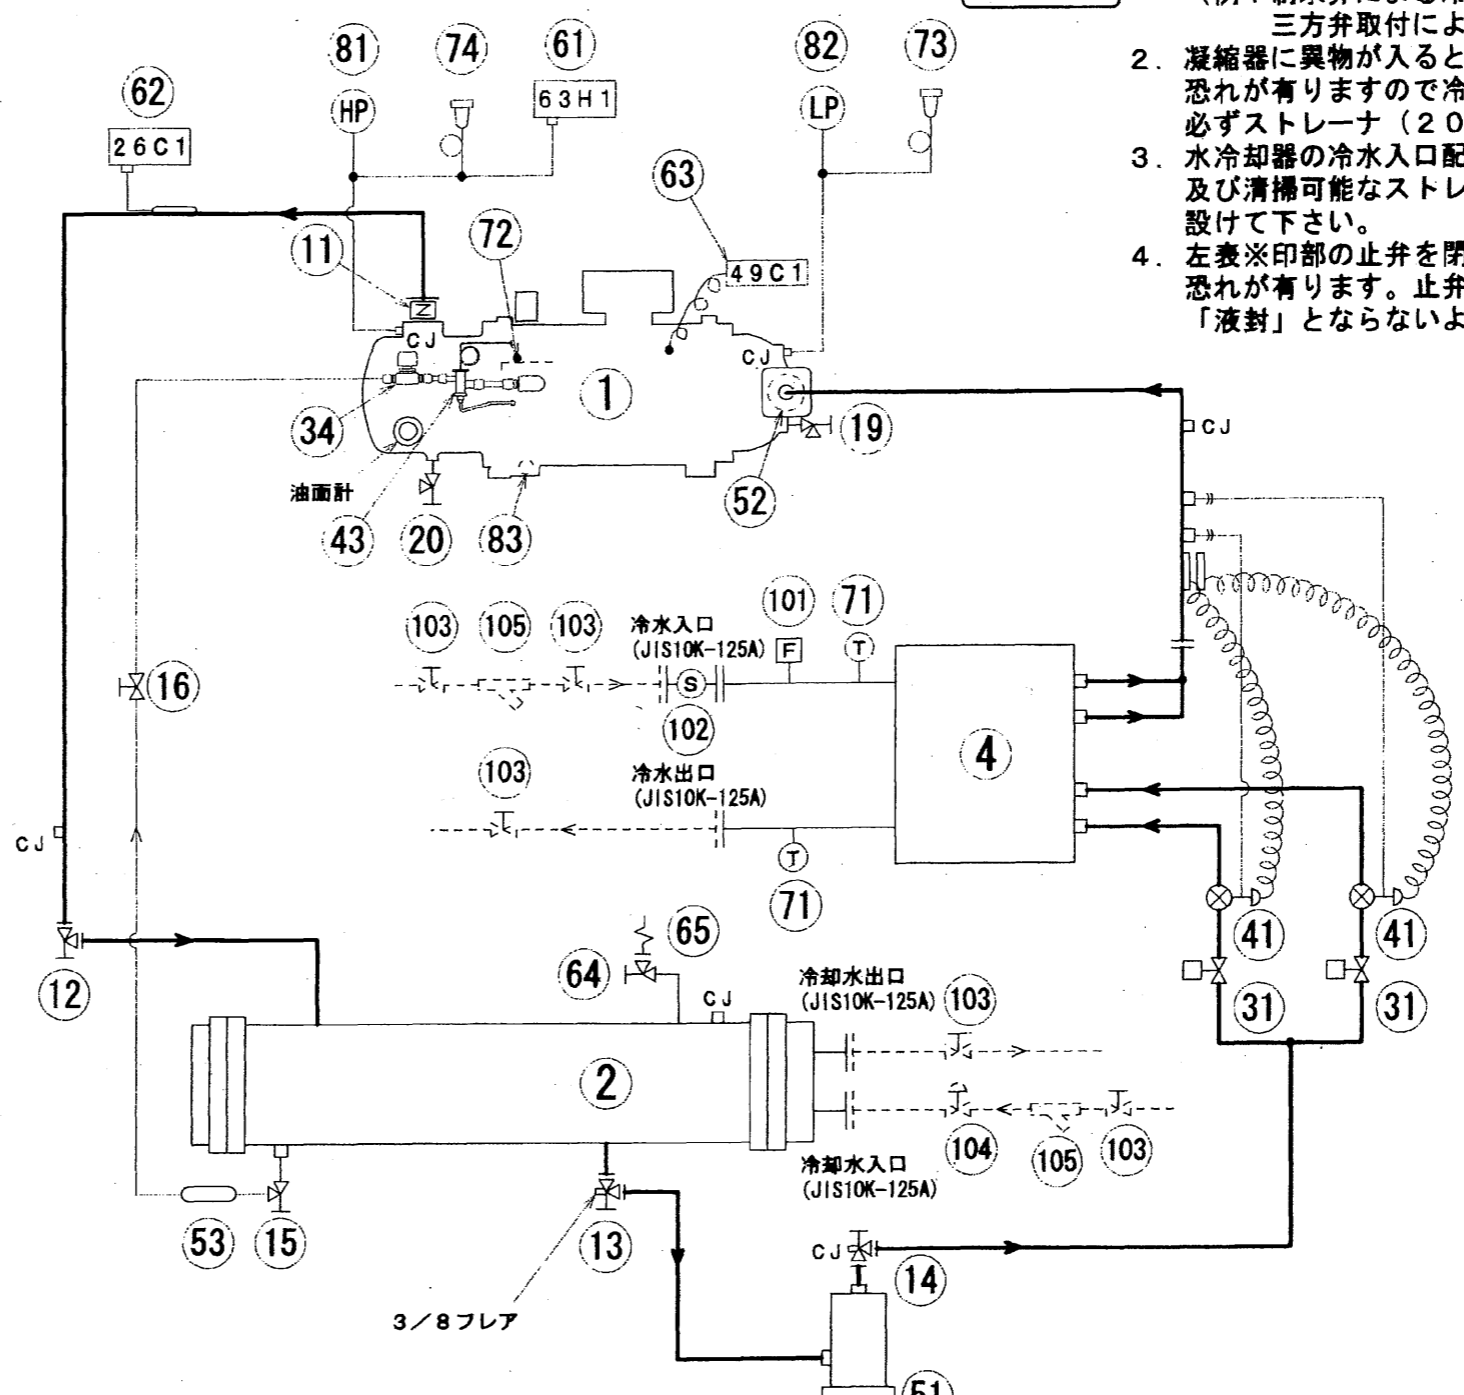 三方弁取付によ
2. 凝縮器に異物が入ると
恐れが有りますので冷
必ずストレーナ（20
3. 水冷却器の冷水入口配
及び清掃可能なストレ
設けて下さい。
4. 左表※印部の止弁を閉
恐れが有ります。止弁
「液封」とならないよ
81
74
61
82
73
62
HP
63H1
LP
26C1
63
11
72
49C1
CJ
CJ
1
34
19
CJ
油面計
52
43
20
83
103
105
103
冷水入口
(JIS10K-125A)
101
71
F
T
S
16
102
4
103
冷水出口
(JIS10K-125A)
CJ
T
71
65
41
41
64
12
CJ
冷却水出口
(JIS10K-125A)
103
31
31
2
104
105
103
冷却水入口
(JIS10K-125A)
53
15
13
CJ
14
3／8フレア
51